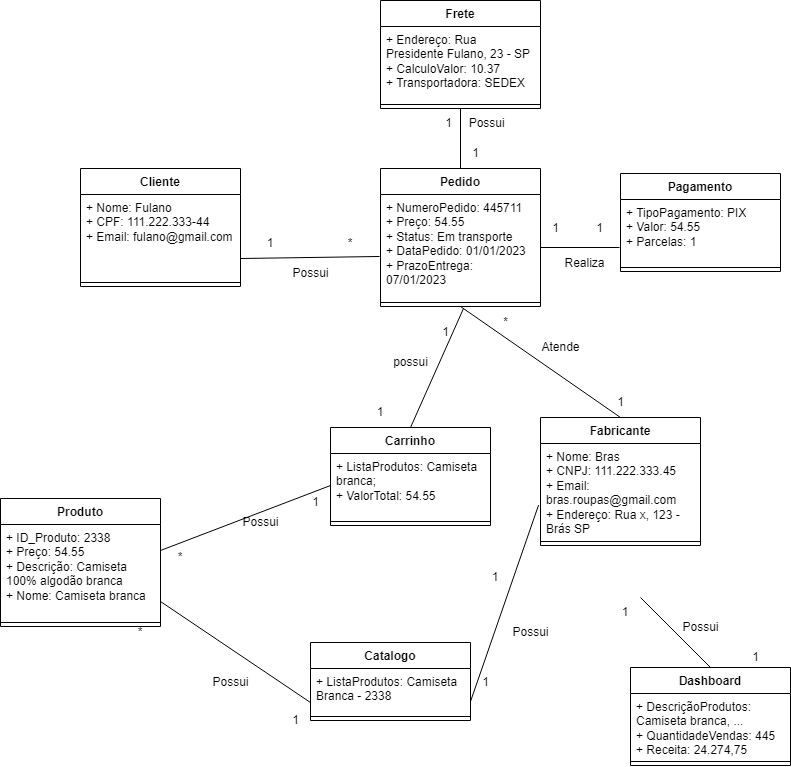 Frete
+ Endereço: Rua
Presidente Fulano, 23 - SP
+ CalculoValor: 10.37
+ Transportadora: SEDEX
1
Possui
1
Cliente
+ Nome: Fulano
+ CPF: 111.222.333-44
+ Email: fulano@gmail.com
1
*
Possui
Pedido
+ NumeroPedido: 445711
+ Preço: 54.55
+ Status: Em transporte
+ DataPedido: 01/01/2023
+ PrazoEntrega:
07/01/2023
1
1
Realiza
Pagamento
+ TipoPagamento: PIX
+ Valor: 54.55
+ Parcelas: 1
1
possui
1
*
Atende
1
Carrinho
+ ListaProdutos: Camiseta
branca;
+ ValorTotal: 54.55
Fabricante
+ Nome: Bras
+ CNPJ: 111.222.333.45
+ Email:
bras.roupas@gmail.com
+ Endereço: Rua x, 123 -
Brás SP
Produto
+ ID_Produto: 2338
+ Preço: 54.55
+ Descrição: Camiseta
100% algodão branca
+ Nome: Camiseta branca
1
Possui
*
*
Possui
1
Catalogo
+ ListaProdutos: Camiseta
Branca - 2338
1
Possui
1
1
Possui
1
Dashboard
+ DescriçãoProdutos:
Camiseta branca, ...
+ QuantidadeVendas: 445
+ Receita: 24.274,75